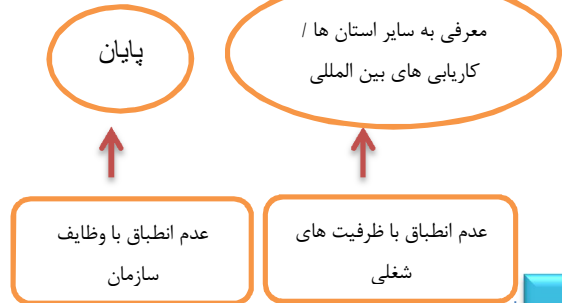 معرفی به سایر استان ها /
کاریابی های بین المللی
پایان
عدم انطباق با ظرفیت های
شغلی
عدم انطباق با وظایف
سازمان